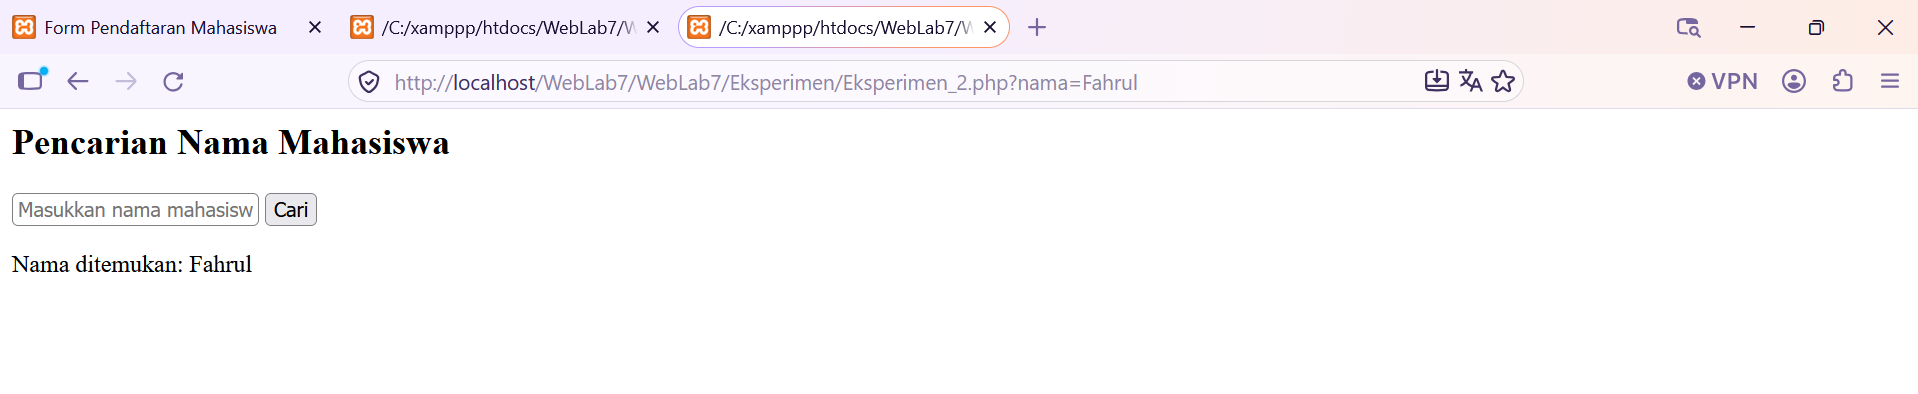 Form Pendaftaran Mahasiswa
/C:/xamppp/htdocs/WebLab7/W
/C:/xamppp/htdocs/WebLab7/W
http://localhost/WebLab7/WebLab7/Eksperimen/Eksperimen_2.php?nama=Fahrul
VPN
Pencarian Nama Mahasiswa
Masukkan nama mahasisw
Cari
Nama ditemukan: Fahrul